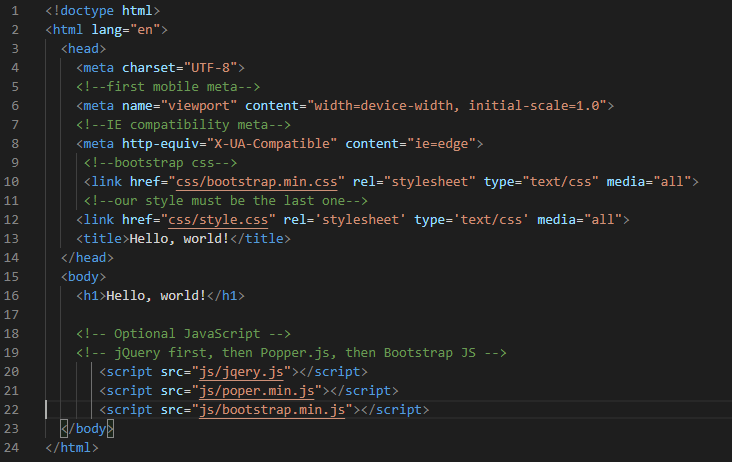 1 <!doctype html>
2 <html lang="en">
3 <head>
4 <meta charset="UTF-8">
5 <!--first mobile meta-->
6 <meta name="viewport" content="width=device-width, initial-scale=1.0">
7 <!--IE compatibility meta-->
8 <meta http-equiv="X-UA-Compatible" content="ie=edge">
9 <!--bootstrap css-->
10 <link href="css/bootstrap.min.css" rel="stylesheet" type="text/css" media="all">
11 <!--our style must be the last one-->
12 <link href="css/style.css" rel='stylesheet' type='text/css' media="all">
13 <title>Hello, world!</title>
14 </head>
15 <body>
16 <h1>Hello, world!</h1>
17
18 <!-- Optional JavaScript -->
19 <!-- jQuery first, then Popper.js, then Bootstrap JS -->
20 <script src="js/jqery.js"></script>
21 <script src="js/poper.min.js"></script>
22 <script src="js/bootstrap.min.js"></script>
23 </body>
24 </html>